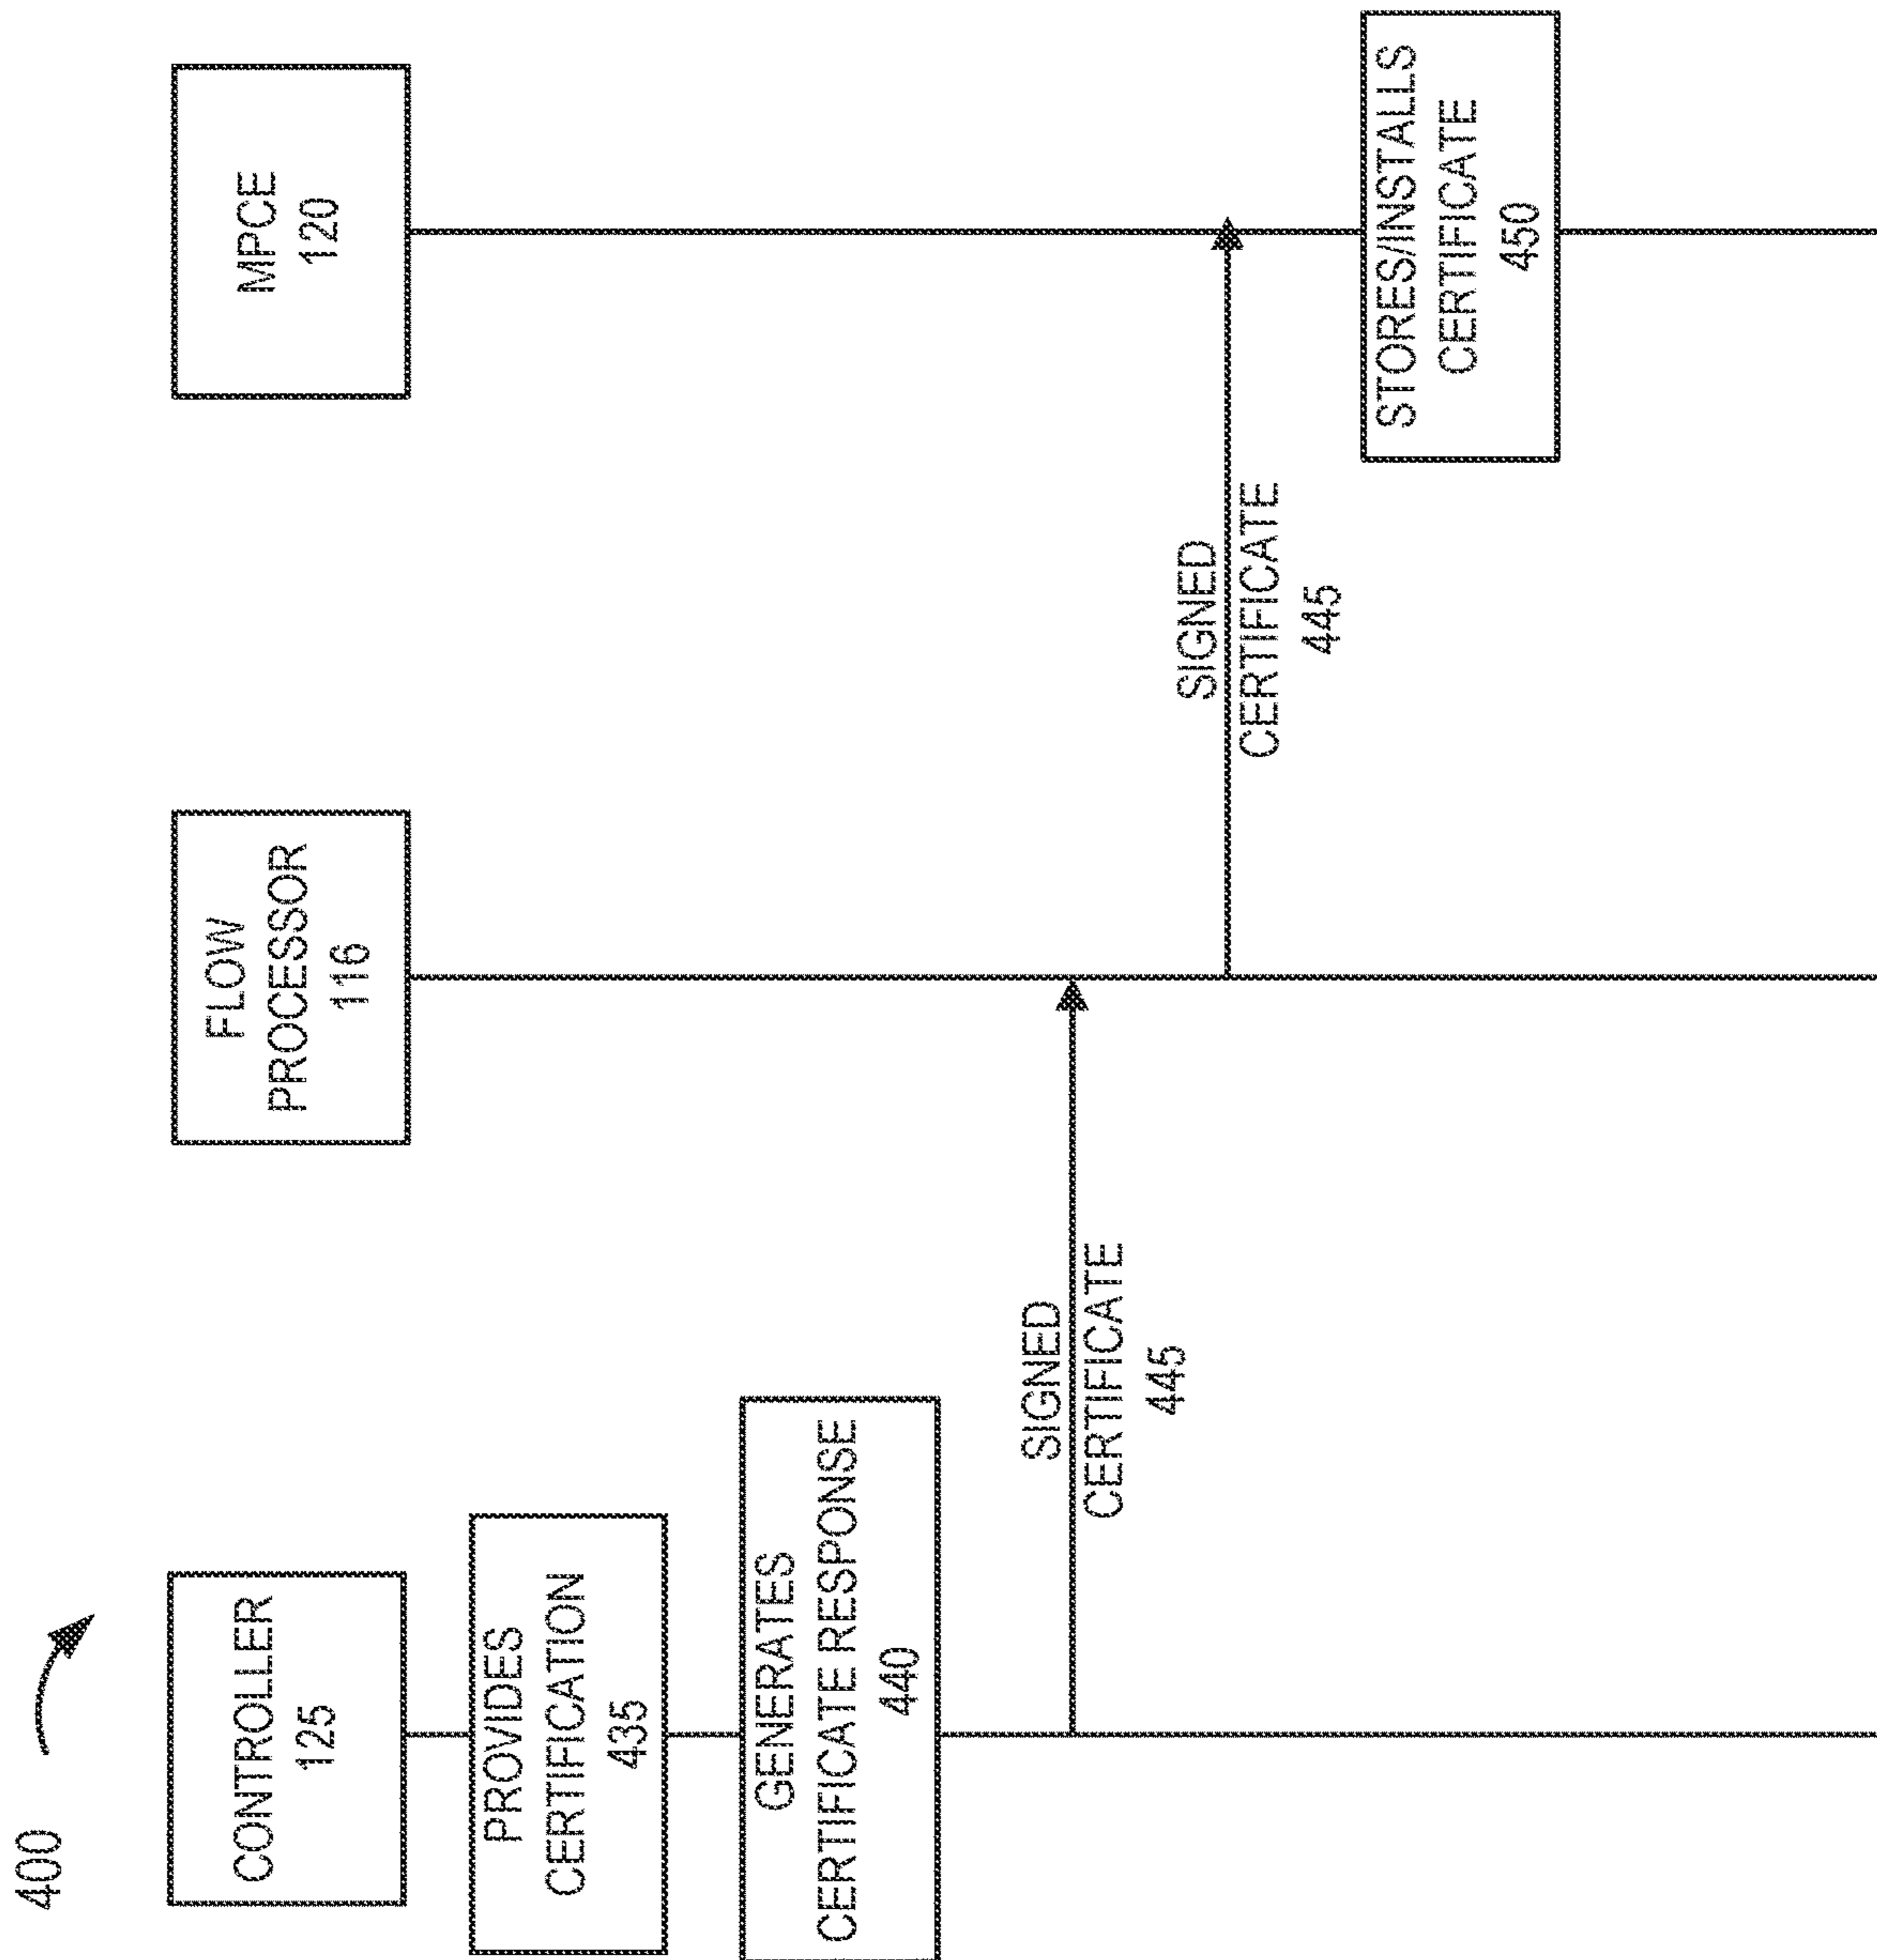 400
CONTROLLER
125
FLOW
PROCESSOR
116
MPCE
120
PROVIDES
CERTIFICATION
435
GENERATES
CERTIFICATE RESPONSE
440
SIGNED
CERTIFICATE
445
SIGNED
CERTIFICATE
445
STORES/INSTALLS
CERTIFICATE
450